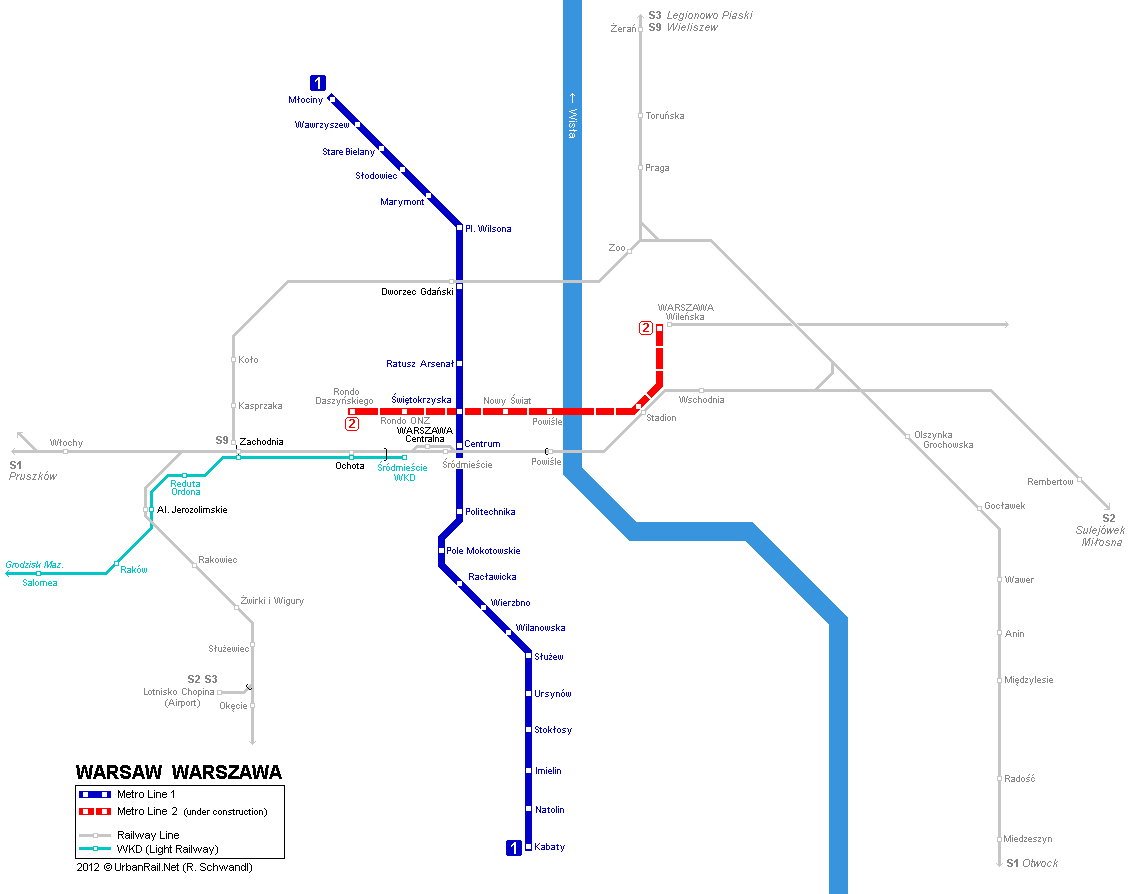 S3 Legionowo Piaski
S9 Wieliszew
Żerań
1
Młociny
← Wisła
Wawrzyszew
Toruńska
Stare Bielany
Praga
Słodowiec
Marymont
Pl. Wilsona
Zoo
Dworzec Gdański
WARSZAWA
Wileńska
2
Koło
Ratusz Arsenał
Rondo
Daszyńskiego
2
Świętokrzyska
Nowy Świat
Wschodnia
Kasprzaka
Rondo ONZ
Powiśle
Stadion
WARSZAWA
Centralna
Olszynka
Grochowska
S9
Zachodnia
Włochy
Centrum
S1
Pruszków
Ochota
Śródmieście
WKD
Śródmieście
Powiśle
Reduta
Ordona
Rembertow
Al. Jerozolimskie
Politechnika
Gocławek
S2
Sulejówek
Miłosna
Pole Mokotowskie
Grodzisk Maz.
Salomea
Raków
Rakowiec
Racławicka
Wawer
Żwirki i Wigury
Wierzbno
Wilanowska
Anin
Służewiec
Służew
S2 S3
Lotnisko Chopina
(Airport)
Okęcie
Ursynów
Międzylesie
Stokłosy
WARSAW WARSZAWA
Imielin
Radość
Metro Line 1
Metro Line 2 (under construction)
Natolin
Railway Line
WKD (Light Railway)
1
Kabaty
Miedzeszyn
2012 © UrbanRail.Net (R. Schwandl)
S1 Otwock